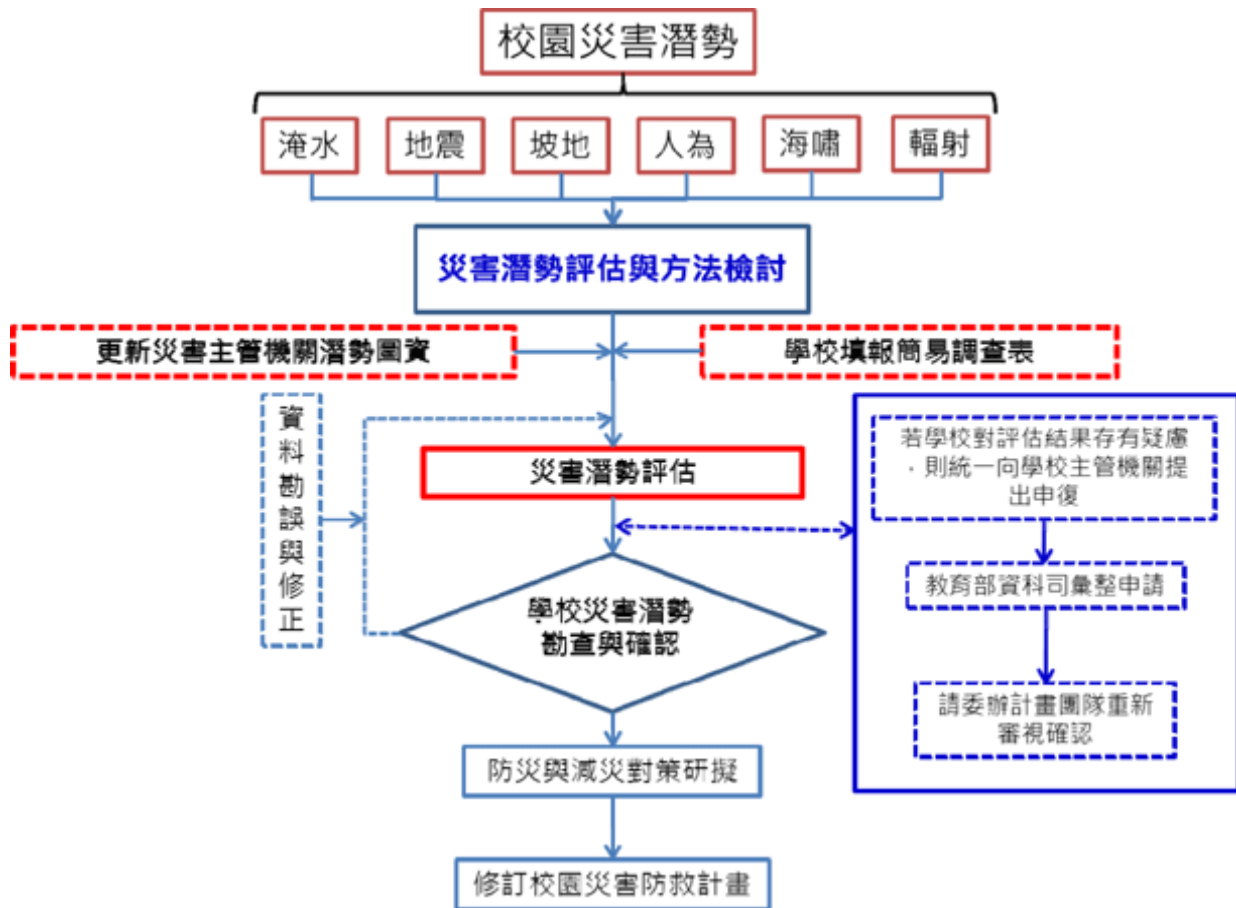 校園災害潛勢
淹水
地震
坡地
人為
海嘯
輻射
災害潛勢評估與方法檢討
更新災害主管機關潛勢圖資
學校填報簡易調查表
資
料
勘
誤
與
修
正
災害潛勢評估
若學校對評估結果存有疑慮
，則統一向學校主管機關提
出申復
教育部資科司彙整申請
請委辦計畫團隊重新
審視確認
學校災害潛勢
勘查與確認
防災與減災對策研擬
修訂校園災害防救計畫